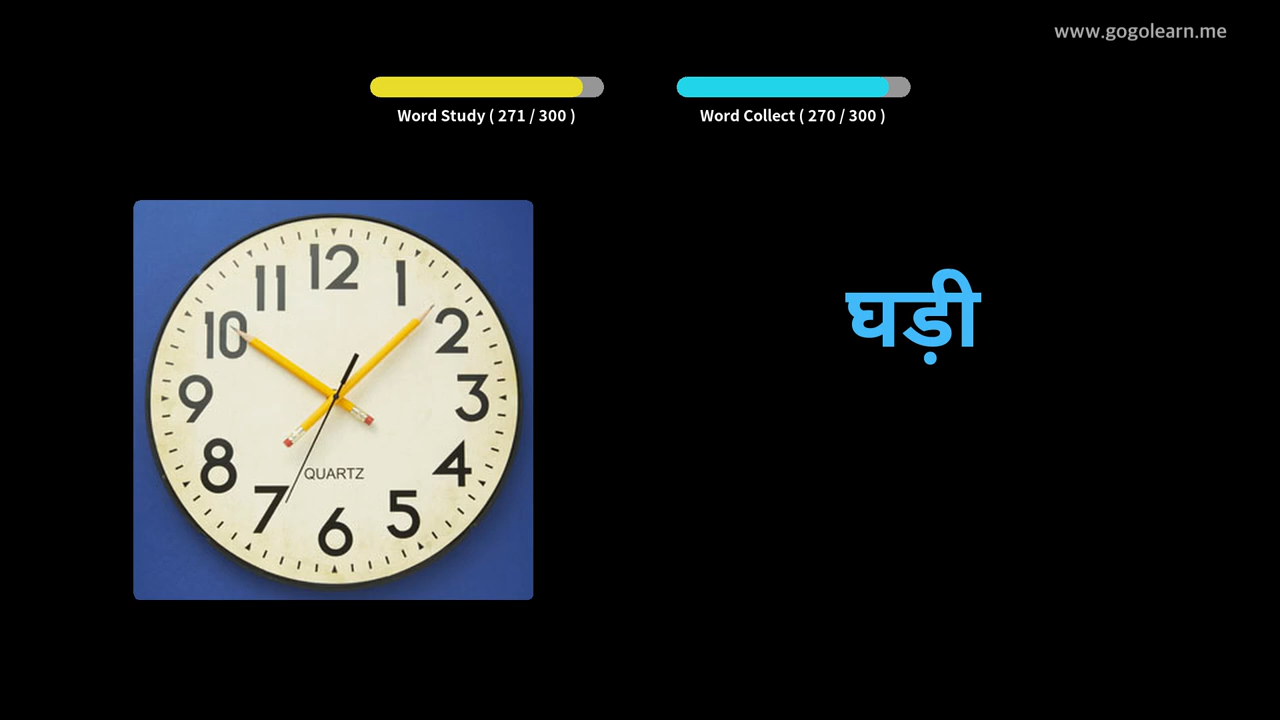 www.gogolearn.me
Word Study ( 271 / 300 )
Word Collect ( 270 / 300 )
12
11
1
10
2
9
3
8
4
QUARTZ
7
5
6
घड़ी